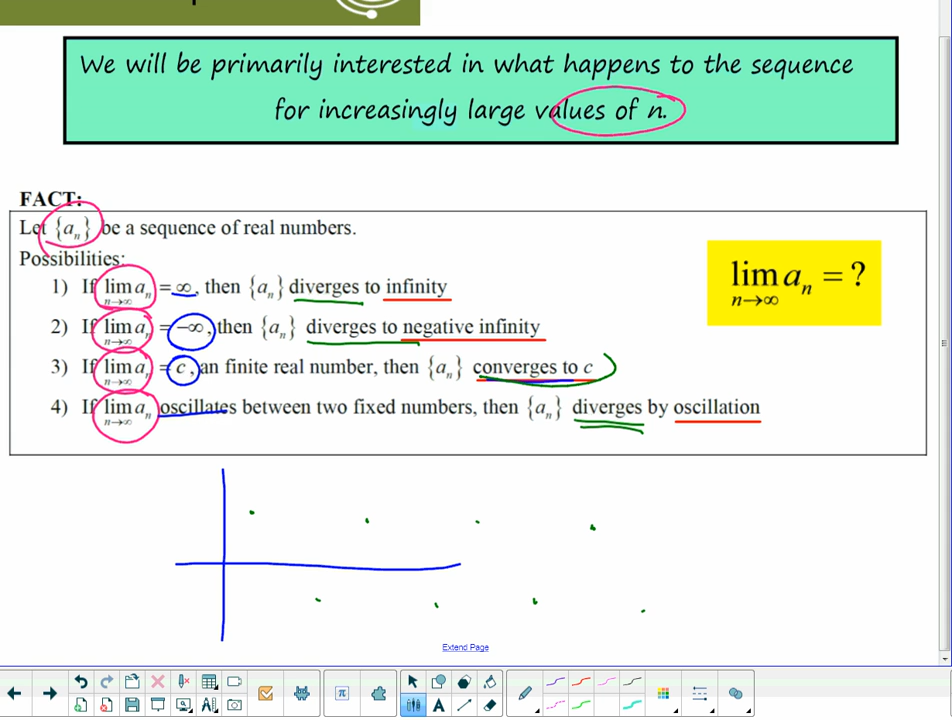 We will be primarily interested in what happens to the sequence
for increasingly large values of n.
FACT:
Let {aₙ} be a sequence of real numbers.
Possibilities:
1) If lim aₙ = ∞, then {aₙ} diverges to infinity
n→∞
2) If lim aₙ = −∞, then {aₙ} diverges to negative infinity
n→∞
3) If lim aₙ = c, an finite real number, then {aₙ} converges to c
n→∞
4) If lim aₙ oscillates between two fixed numbers, then {aₙ} diverges by oscillation
n→∞
lim aₙ = ?
n→∞
Extend Page